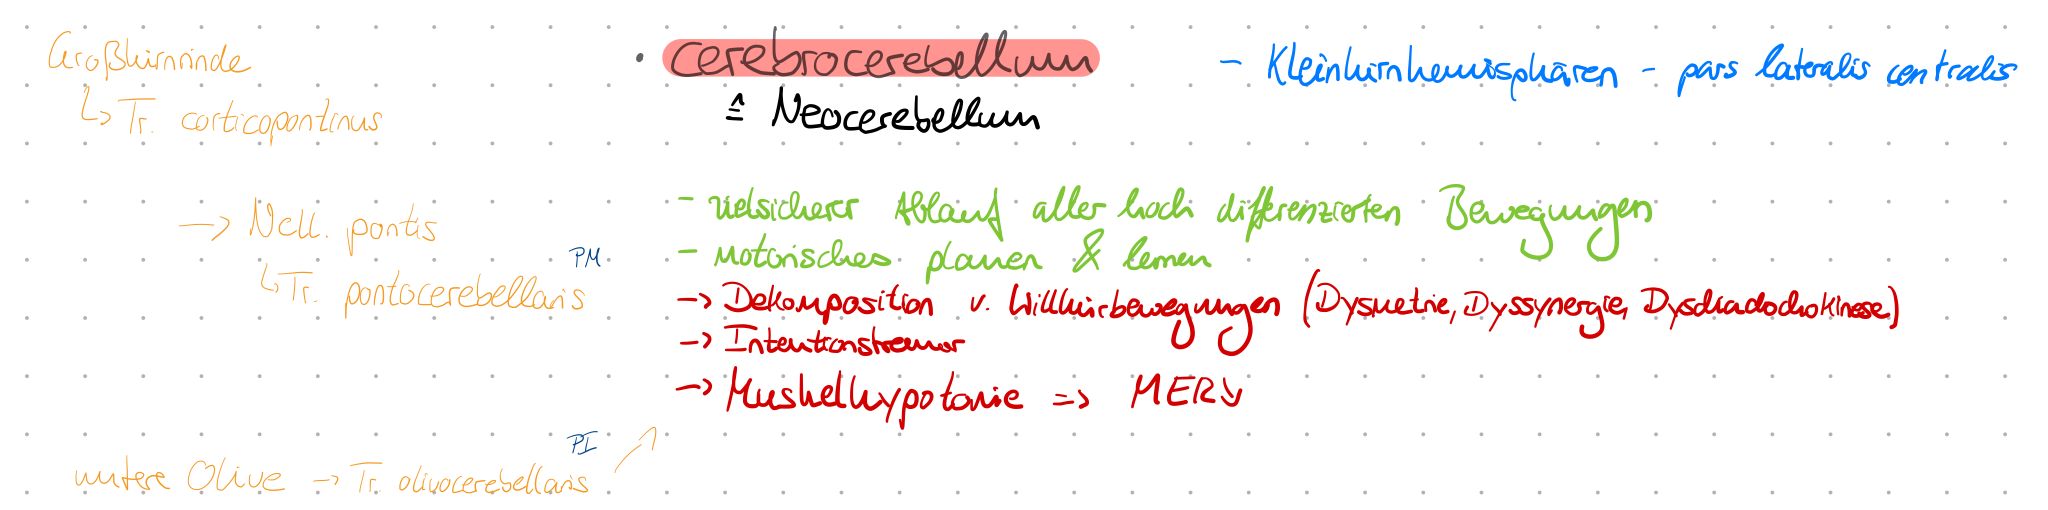 Großhirnrinde
↳ Tr. corticopontinus
→ Ncll. pontis
PM
↳ Tr. pontocerebellaris
PI
untere Olive → Tr. olivocerebellaris
• Cerebrocerebellum
≙ Neocerebellum
- Kleinhirnhemisphären - pars lateralis centralis
- zielsicherer Ablauf aller hoch differenzierten Bewegungen
- Motorisches planen & lernen
→ Dekomposition v. Willkürbewegungen (Dysmetrie, Dyssynergie, Dysdiadochokinese)
→ Intentionstremor
→ Muskelhypotonie => MER↘